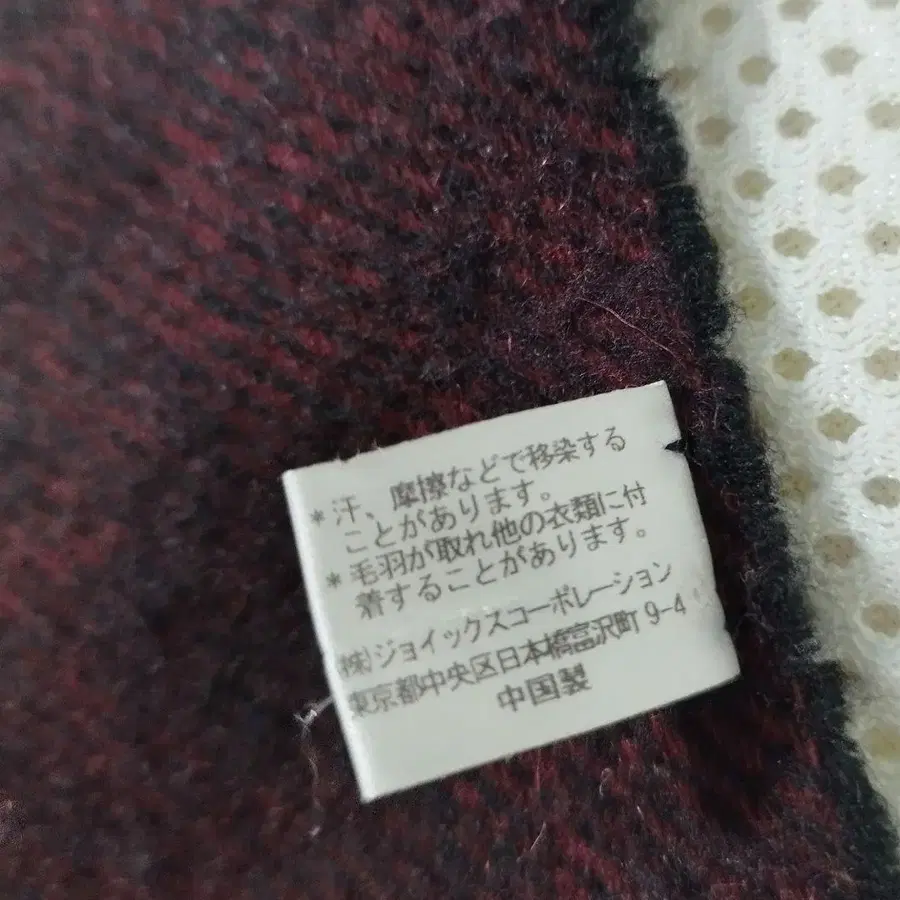 *汗、摩擦などで移染する
ことがあります。
*毛羽が取れ他の衣類に付
着することがあります。
(株)ジョイックスコーポレーション
東京都中央区日本橋富沢町 9-4
中国製